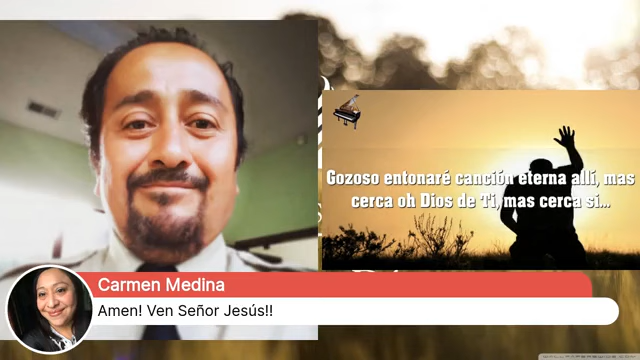 Gozoso entonaré canción eterna allí, mas
cerca oh Dios de Ti, mas cerca si...
Carmen Medina
Amen! Ven Señor Jesús!!